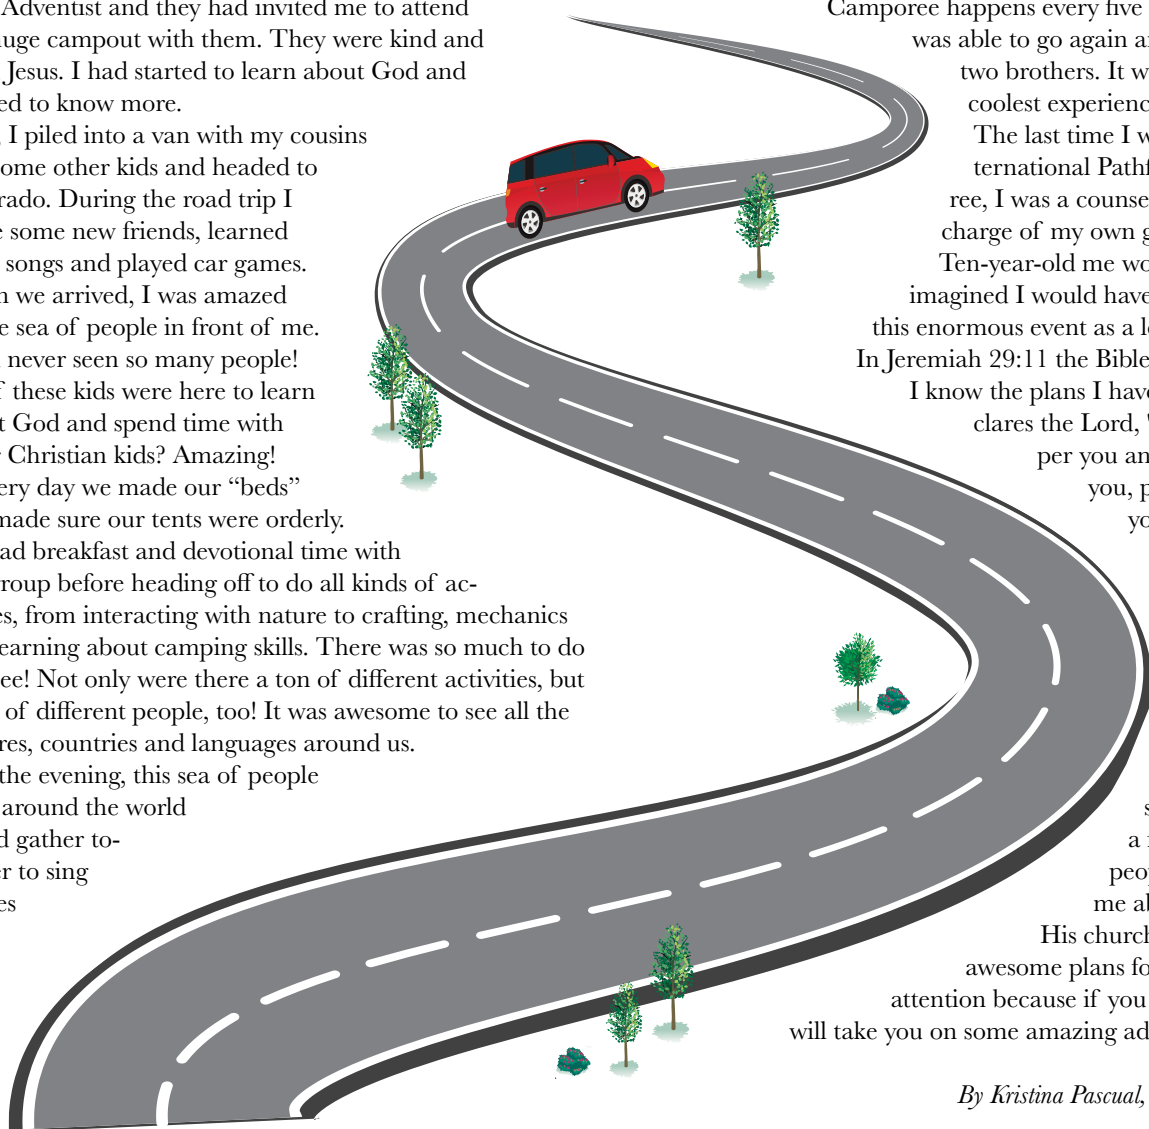 Adventist and they had invited me to attend
huge campout with them. They were kind and
Jesus. I had started to learn about God and
ed to know more.
, I piled into a van with my cousins
ome other kids and headed to
rado. During the road trip I
e some new friends, learned
songs and played car games.
n we arrived, I was amazed
e sea of people in front of me.
never seen so many people!
f these kids were here to learn
t God and spend time with
r Christian kids? Amazing!
ery day we made our “beds”
made sure our tents were orderly.
ad breakfast and devotional time with
group before heading off to do all kinds of ac-
es, from interacting with nature to crafting, mechanics
earning about camping skills. There was so much to do
ee! Not only were there a ton of different activities, but
of different people, too! It was awesome to see all the
res, countries and languages around us.
the evening, this sea of people
around the world
d gather to-
er to sing
es
Camporee happens every five
was able to go again a
two brothers. It w
coolest experienc
The last time I w
ternational Pathf
ree, I was a counse
charge of my own g
Ten-year-old me wo
imagined I would have
this enormous event as a l
In Jeremiah 29:11 the Bible
I know the plans I have
clares the Lord, “
per you an
you, p
yo
s
a
peop
me ab
His church
awesome plans fo
attention because if you
will take you on some amazing ad
By Kristina Pascual,